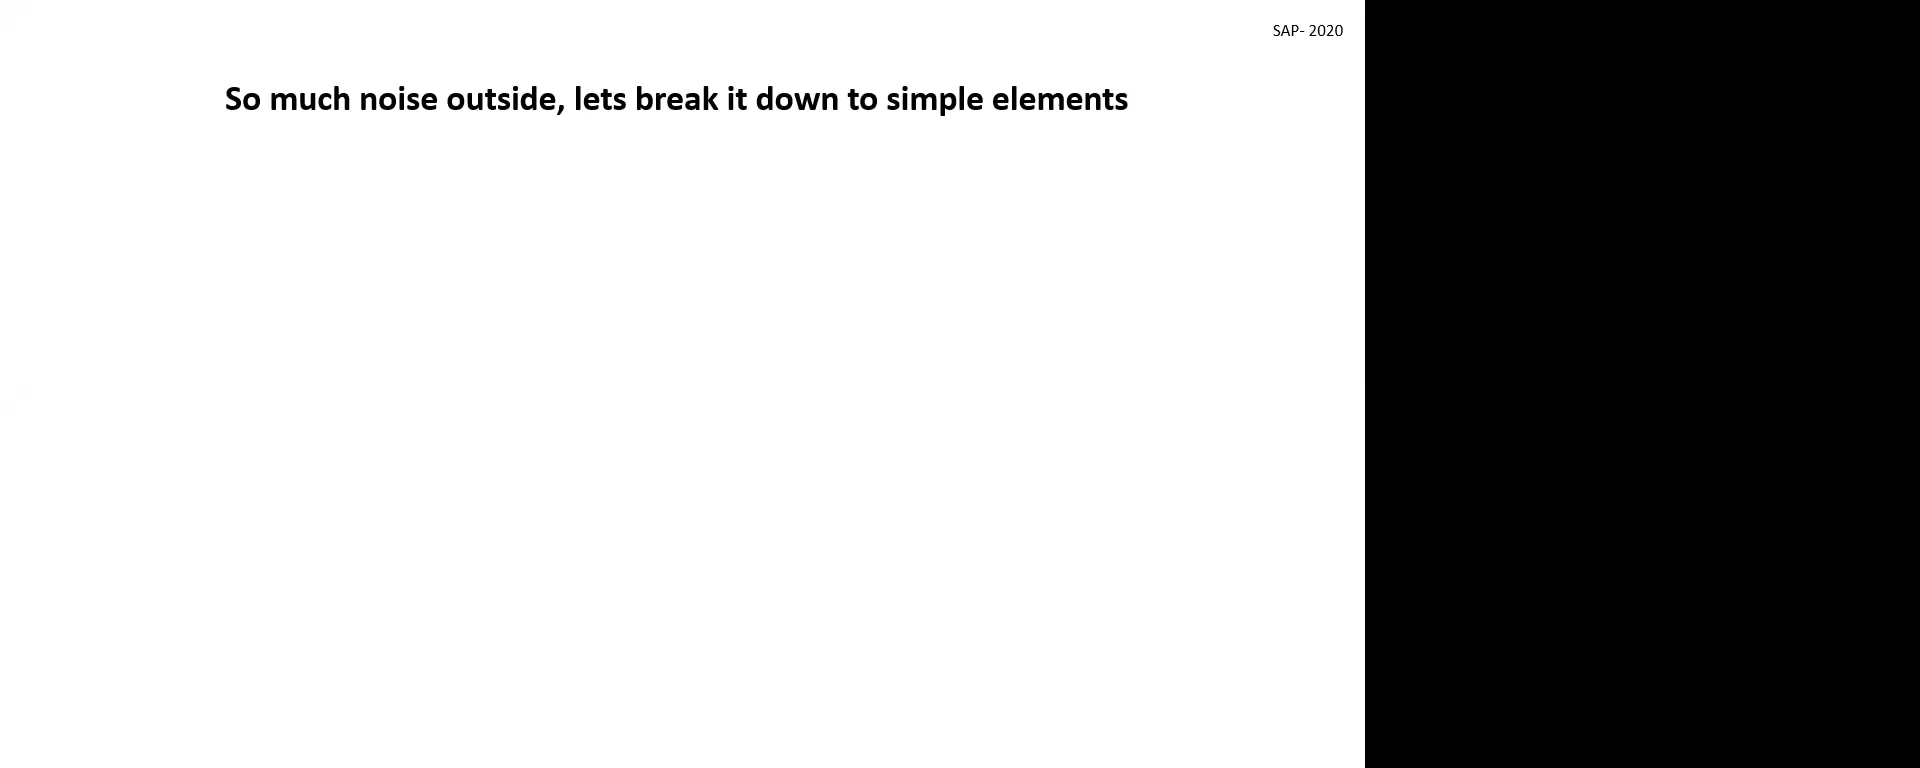 SAP- 2020
So much noise outside, lets break it down to simple elements